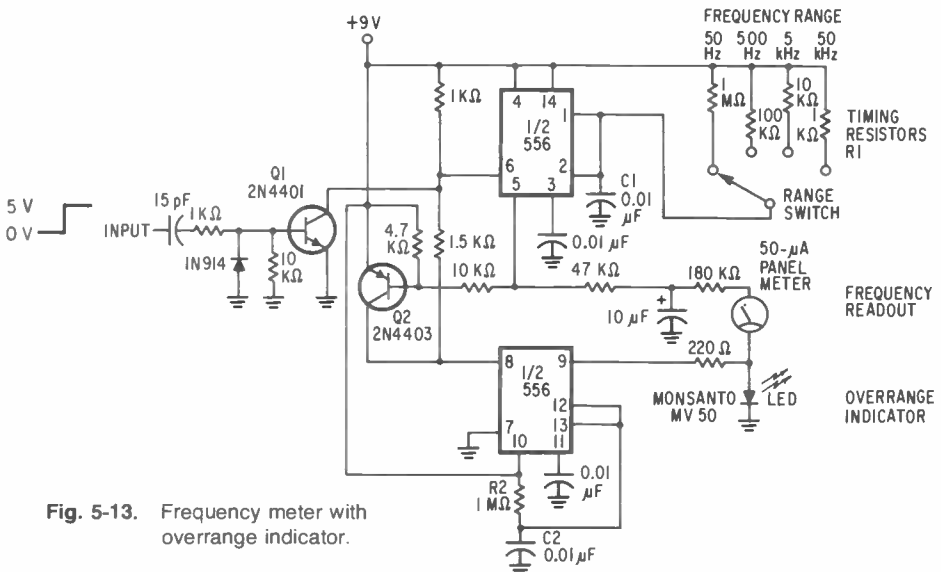 +9V
FREQUENCY RANGE
50 Hz
500 Hz
5 kHz
50 kHz
1 KΩ
4
14
1/2
556
1
2
6
5
3
1 MΩ
100 KΩ
10 KΩ
1 KΩ
TIMING
RESISTORS
R1
RANGE
SWITCH
C1
0.01
µF
0.01 µF
Q1
2N4401
5 V
0 V
INPUT
15 pF
1KΩ
1N914
10
KΩ
4.7
KΩ
1.5 KΩ
10 KΩ
47 KΩ
10 µF
+
180 KΩ
50-µA
PANEL
METER
FREQUENCY
READOUT
Q2
2N4403
8
1/2
556
9
12
13
7
10
11
220 Ω
MONSANTO
MV 50
LED
OVERRANGE
INDICATOR
0.01
µF
R2
1 MΩ
C2
0.01µF
Fig. 5-13. Frequency meter with
overrange indicator.